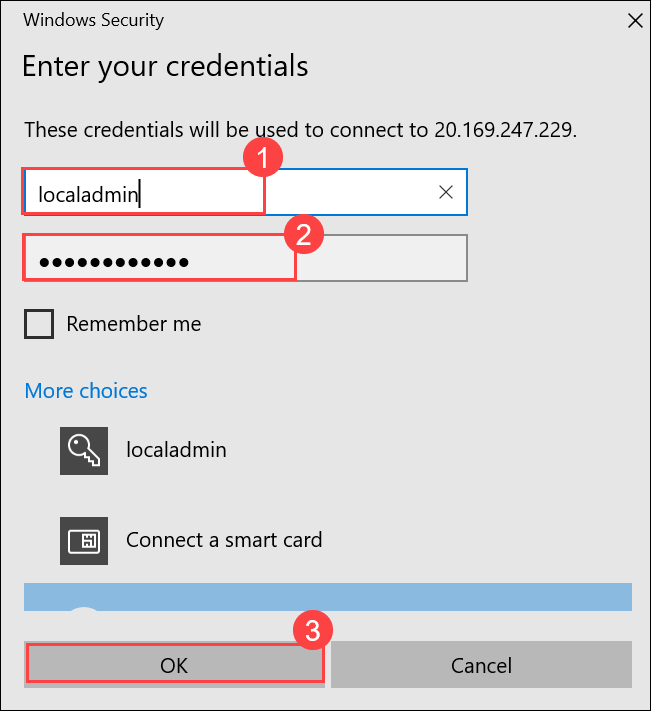 Windows Security
Enter your credentials
These credentials will be used to connect to 20.169.247.229.
1
localadmin
2
●●●●●●●●●●●●
Remember me
More choices
localadmin
Connect a smart card
3
OK
Cancel